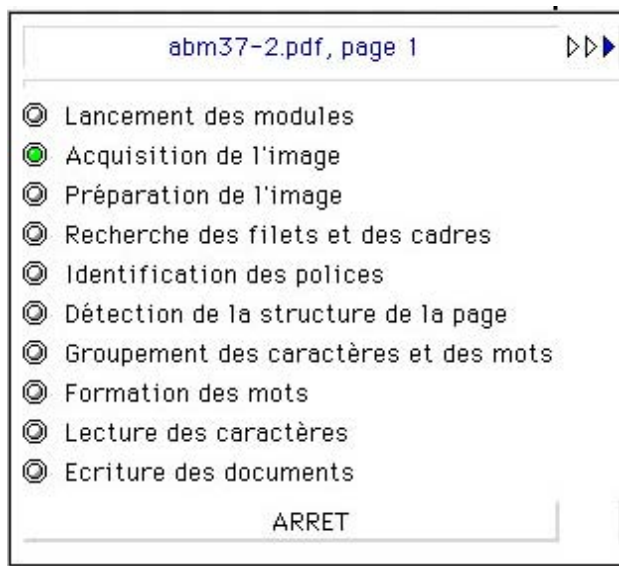 abm37-2.pdf, page 1
Lancement des modules
Acquisition de l'image
Préparation de l'image
Recherche des filets et des cadres
Identification des polices
Détection de la structure de la page
Groupement des caractères et des mots
Formation des mots
Lecture des caractères
Ecriture des documents
ARRET